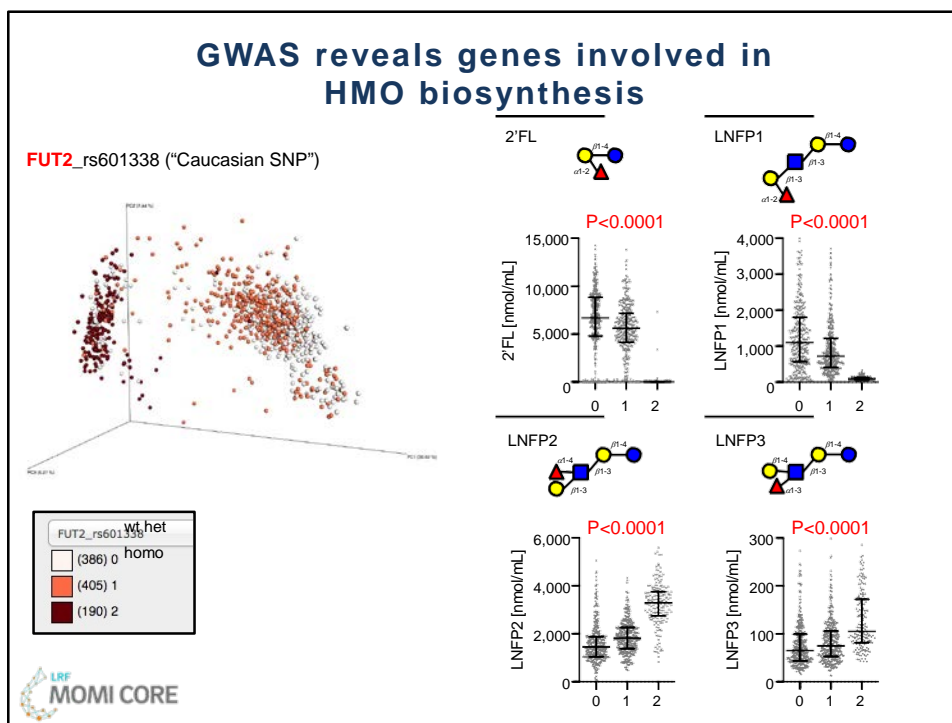 GWAS reveals genes involved in
HMO biosynthesis
FUT2_rs601338 ("Caucasian SNP")
FUT2_rs601338
wt het
homo
(386) 0
(405) 1
(190) 2
LRF
MOMI CORE
2'FL
β1-4
α1-2
P<0.0001
2'FL [nmol/mL]
15,000
10,000
5,000
0
0 1 2
LNFP1
β1-4
β1-3
β1-3
α1-2
P<0.0001
LNFP1 [nmol/mL]
4,000
3,000
2,000
1,000
0
0 1 2
LNFP2
β1-4
α1-4
β1-3
β1-3
P<0.0001
LNFP2 [nmol/mL]
6,000
4,000
2,000
0
0 1 2
LNFP3
β1-4
β1-4
β1-3
α1-3
P<0.0001
LNFP3 [nmol/mL]
300
200
100
0
0 1 2